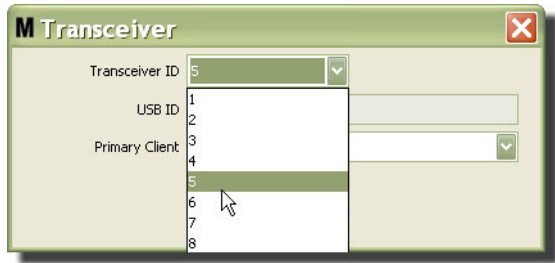 M Transceiver
Transceiver ID 5
1
USB ID
2
3
Primary Client
4
5
6
7
8